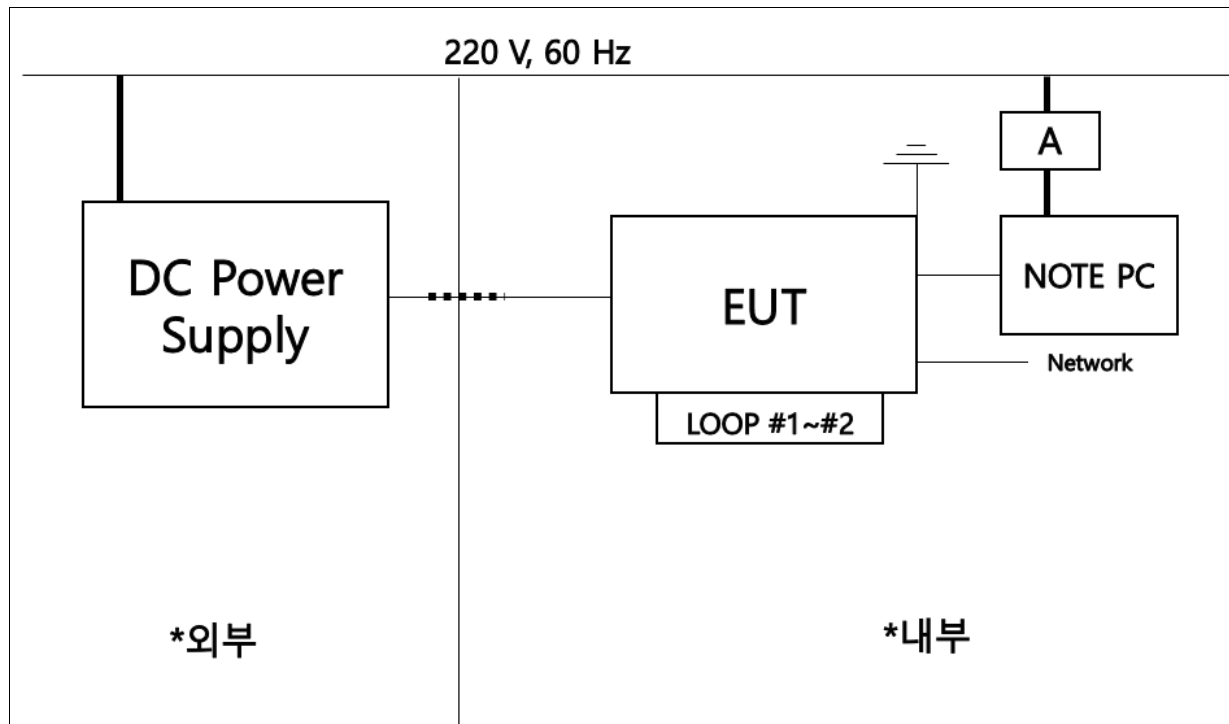 220 V, 60 Hz
A
DC Power
Supply
EUT
NOTE PC
Network
LOOP #1~#2
*외부
*내부